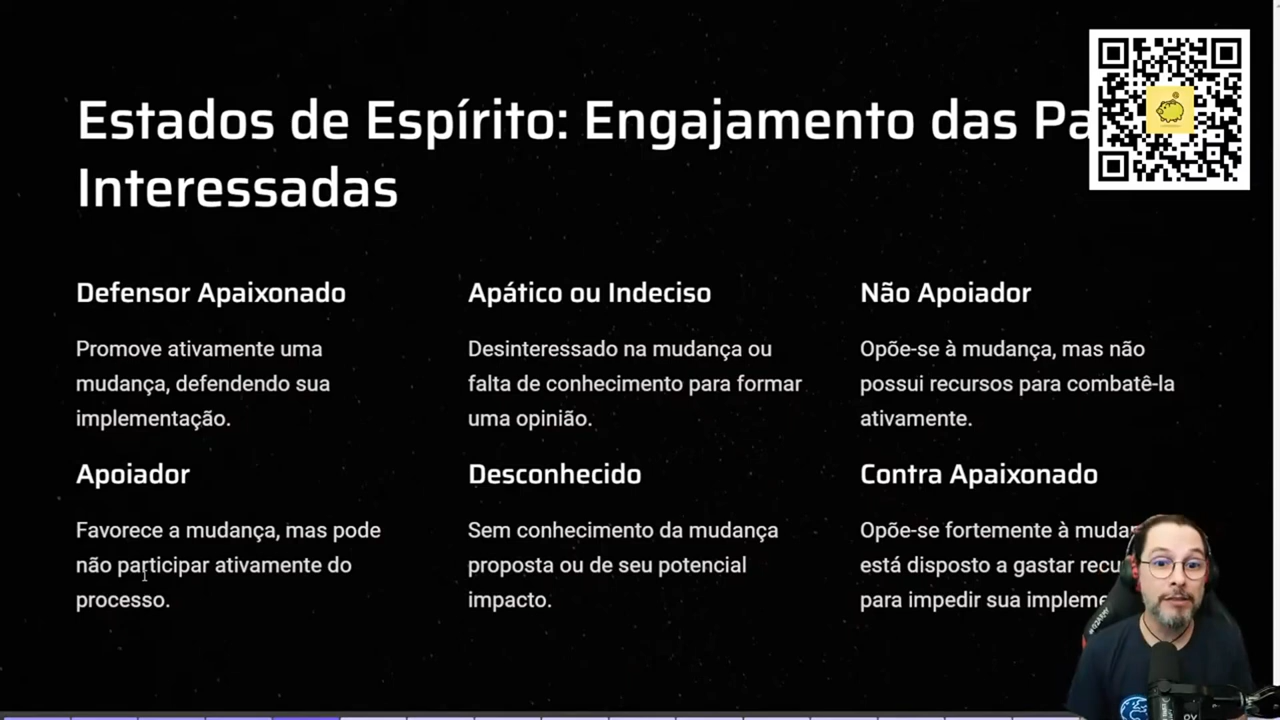 Estados de Espírito: Engajamento das
Interessadas
Defensor Apaixonado
Promove ativamente uma
mudança, defendendo sua
implementação.
Apático ou Indeciso
Desinteressado na mudança ou
falta de conhecimento para formar
uma opinião.
Não Apoiador
Opõe-se à mudança, mas não
possui recursos para combatê-la
ativamente.
Apoiador
Favorece a mudança, mas pode
não participar ativamente do
processo.
Desconhecido
Sem conhecimento da mudança
proposta ou de seu potencial
impacto.
Contra Apaixonado
Opõe-se fortemente à
está disposto a gastar
para impedir sua